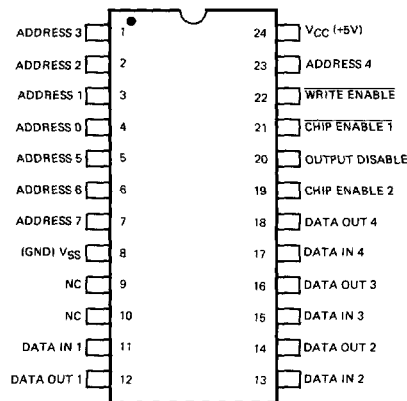 ADDRESS 3 1 24 VCC (+5V)
ADDRESS 2 2 23 ADDRESS 4
ADDRESS 1 3 22 WRITE ENABLE
ADDRESS 0 4 21 CHIP ENABLE 1
ADDRESS 5 5 20 OUTPUT DISABLE
ADDRESS 6 6 19 CHIP ENABLE 2
ADDRESS 7 7 18 DATA OUT 4
(GND) VSS 8 17 DATA IN 4
NC 9 16 DATA OUT 3
NC 10 15 DATA IN 3
DATA IN 1 11 14 DATA OUT 2
DATA OUT 1 12 13 DATA IN 2